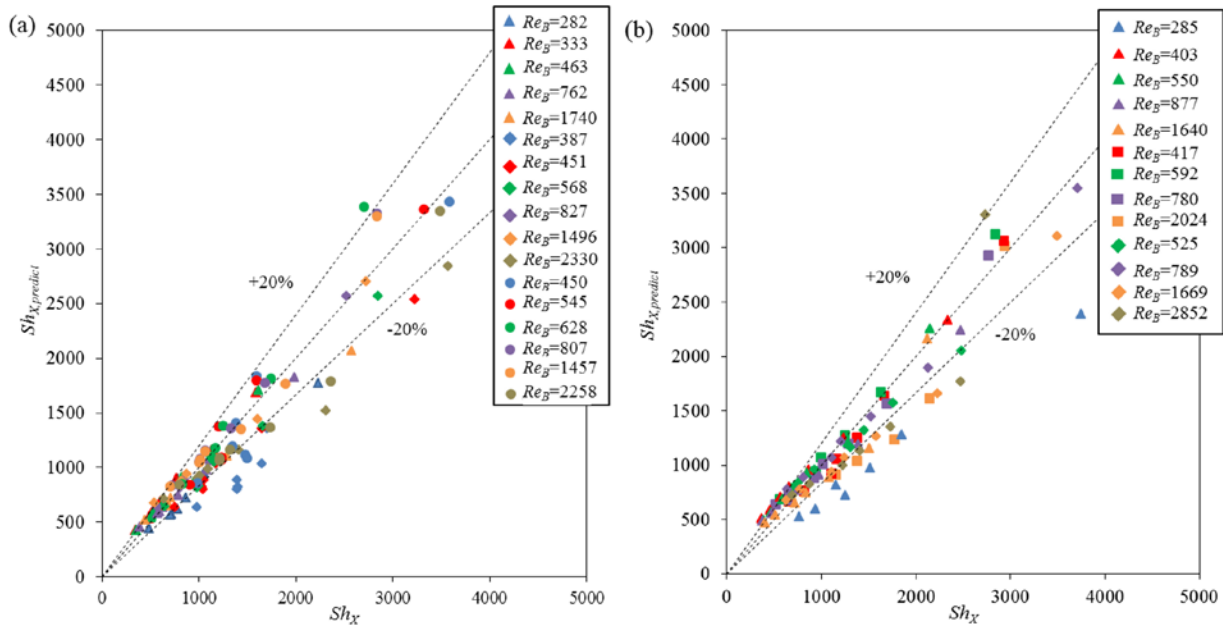 (a)
5000
4500
4000
3500
3000
2500
2000
1500
1000
500
0
0
1000
2000
3000
4000
5000
Sh_X,predict
Sh_X
+20%
-20%
Re_B=282
Re_B=333
Re_B=463
Re_B=762
Re_B=1740
Re_B=387
Re_B=451
Re_B=568
Re_B=827
Re_B=1496
Re_B=2330
Re_B=450
Re_B=545
Re_B=628
Re_B=807
Re_B=1457
Re_B=2258
(b)
5000
4500
4000
3500
3000
2500
2000
1500
1000
500
0
0
1000
2000
3000
4000
5000
Sh_X,predict
Sh_X
+20%
-20%
Re_B=285
Re_B=403
Re_B=550
Re_B=877
Re_B=1640
Re_B=417
Re_B=592
Re_B=780
Re_B=2024
Re_B=525
Re_B=789
Re_B=1669
Re_B=2852